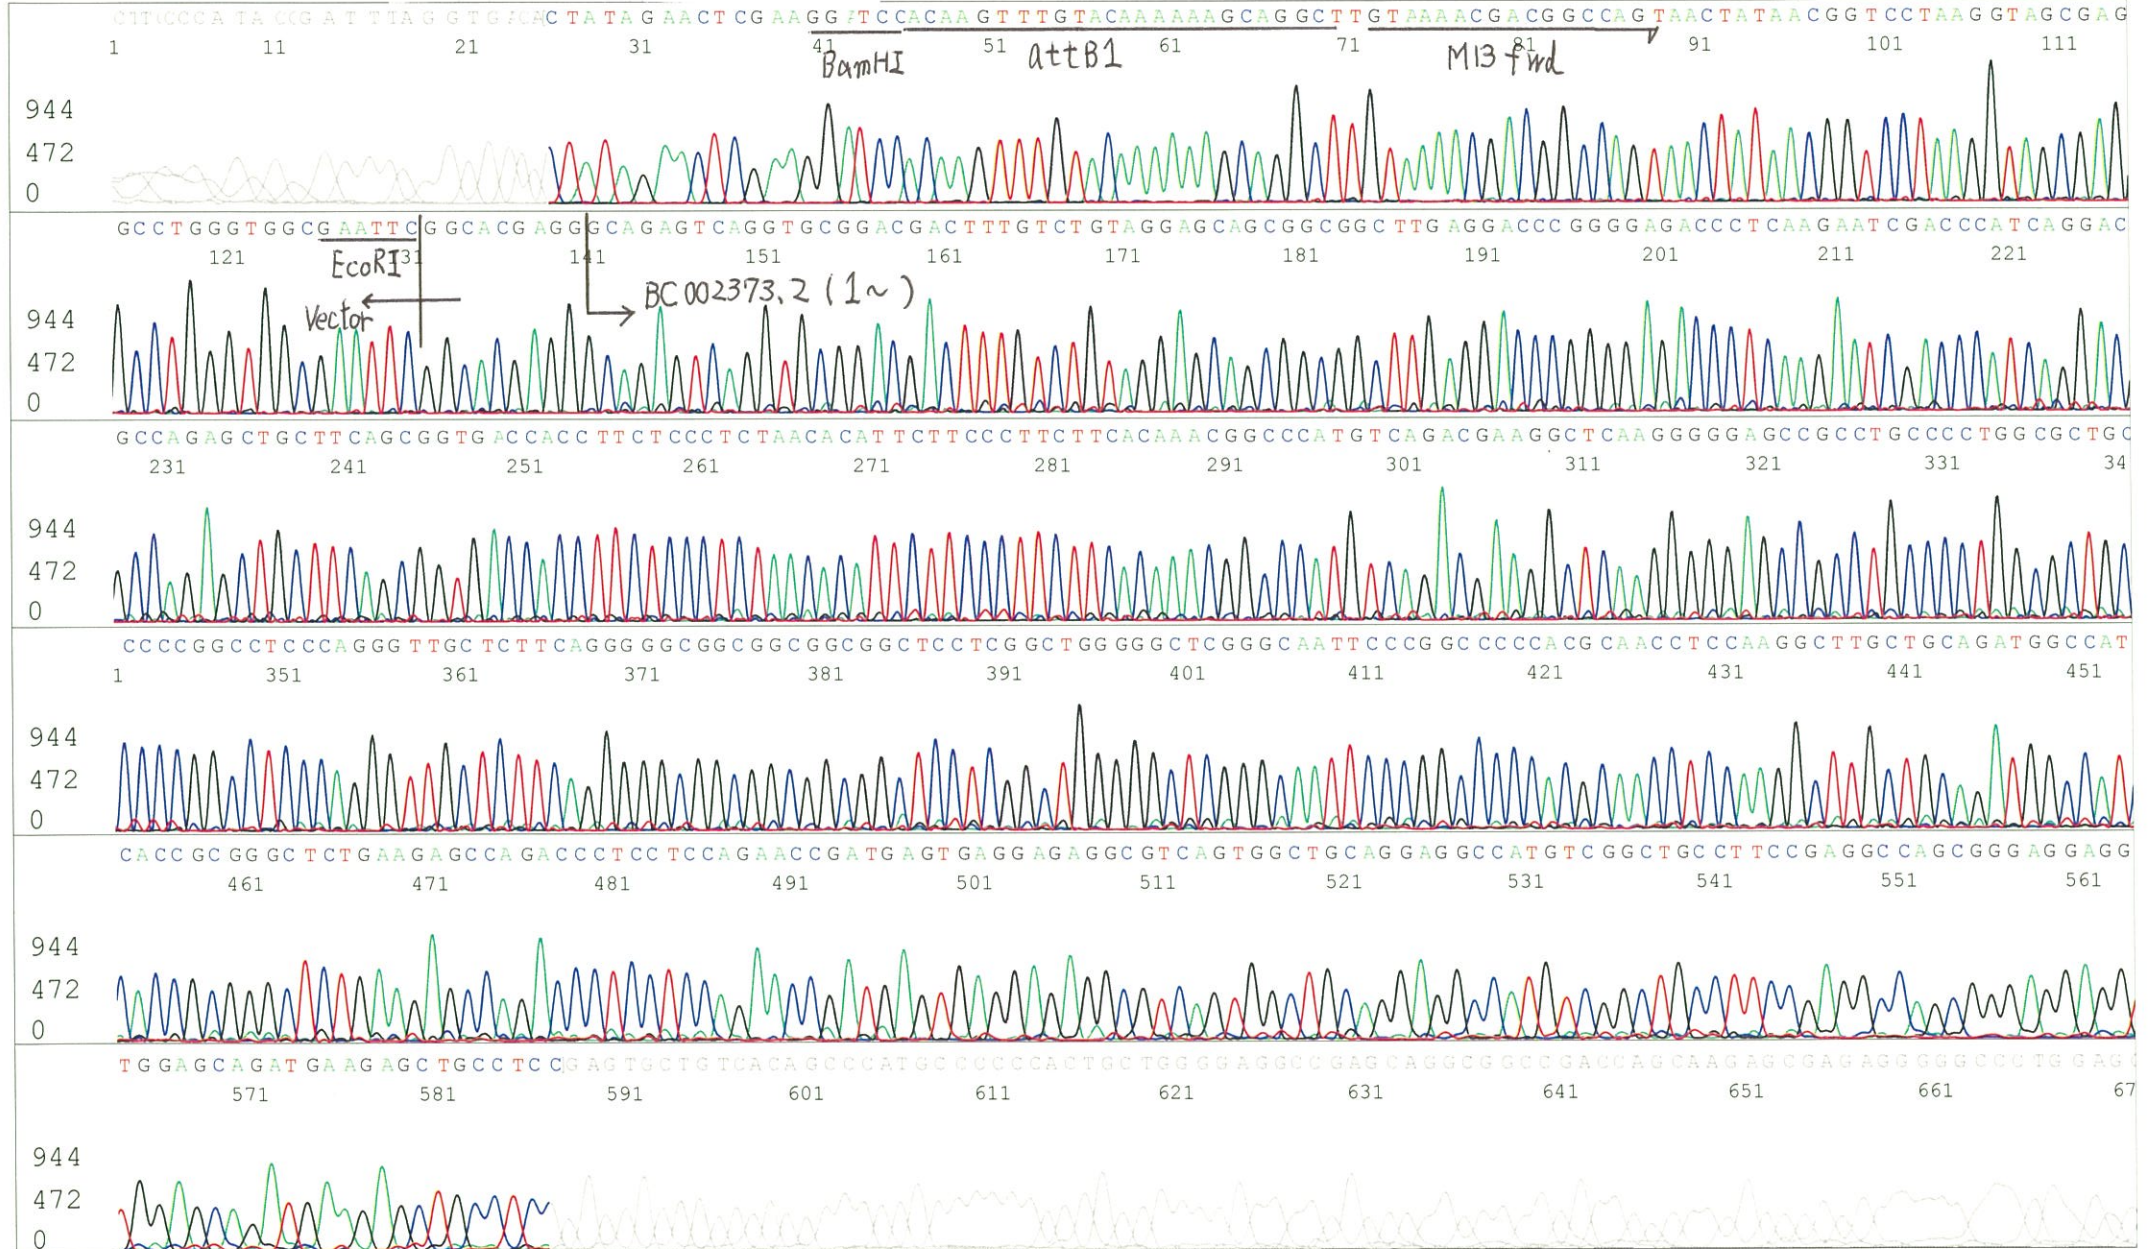 CTATAGAACTCGAAGGATCCACAAGTTTGTACAAAAAAGCAGGCTTGTAAAACGACGGCCAGTAACTATAACGGTCCTAAGGTAGCGAG
1 11 21 31 41 51 61 71 81 91 101 111
BamHI attB1 M13 fwd
944
472
0
GCCTGGGTGGCGAATTCGGCACGAGGGCAGAGTCAGGTGCGGACGACTTTGTCTGTAGGAGCAGCGGCGGCTTGAGGACCCGGGGAGACCCTCAAGAATCGACCCATCAGGAC
121 131 141 151 161 171 181 191 201 211 221
EcoRI
Vector
BC002373.2 (1~)
944
472
0
GCCAGAGCTGCTTCAGCGGTGACCACCTTCTCCCTCTAACACATTCTTCCCTTCTTCACAAACGGCCCATGTCAGACGAAGGCTCAAGGGGGAGCCGCCTGCCCCTGGCGCTGC
231 241 251 261 271 281 291 301 311 321 331 34
944
472
0
CCCCGGCCTCCCAGGGTTGCTCTTCAGGGGGCGGCGGCGGCGGCTCCTCGGCTGGGGGCTCGGGCAATTCCCGGCCCCCACGCAACCTCCAAGGCTTGCTGCAGATGGCCAT
1 351 361 371 381 391 401 411 421 431 441 451
944
472
0
CACCGCGGGCTCTGAAGAGCCAGACCCTCCTCCAGAACCGATGAGTGAGGAGAGGCGTCAGTGGCTGCAGGAGGCCATGTCGGCTGCCTTCCGAGGCCAGCGGGAGGAGG
461 471 481 491 501 511 521 531 541 551 561
944
472
0
TGGAGCAGATGAAGAGCTGCCTCCGAGTGCTGTCACAGCCCATGCCCCCCACTGCTGGGGAGGCCGAGCAGGCGGCCGACCAGCAAGAGCGAGAGGGGGCCCTGGAGC
571 581 591 601 611 621 631 641 651 661 67
944
472
0